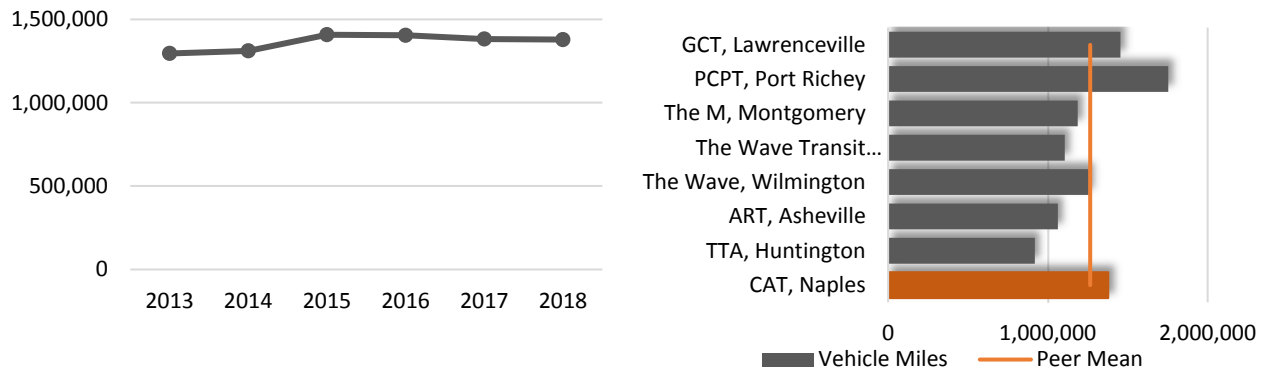 1,500,000
1,000,000
500,000
0
2013 2014 2015 2016 2017 2018
GCT, Lawrenceville
PCPT, Port Richey
The M, Montgomery
The Wave Transit…
The Wave, Wilmington
ART, Asheville
TTA, Huntington
CAT, Naples
0 1,000,000 2,000,000
Vehicle Miles Peer Mean